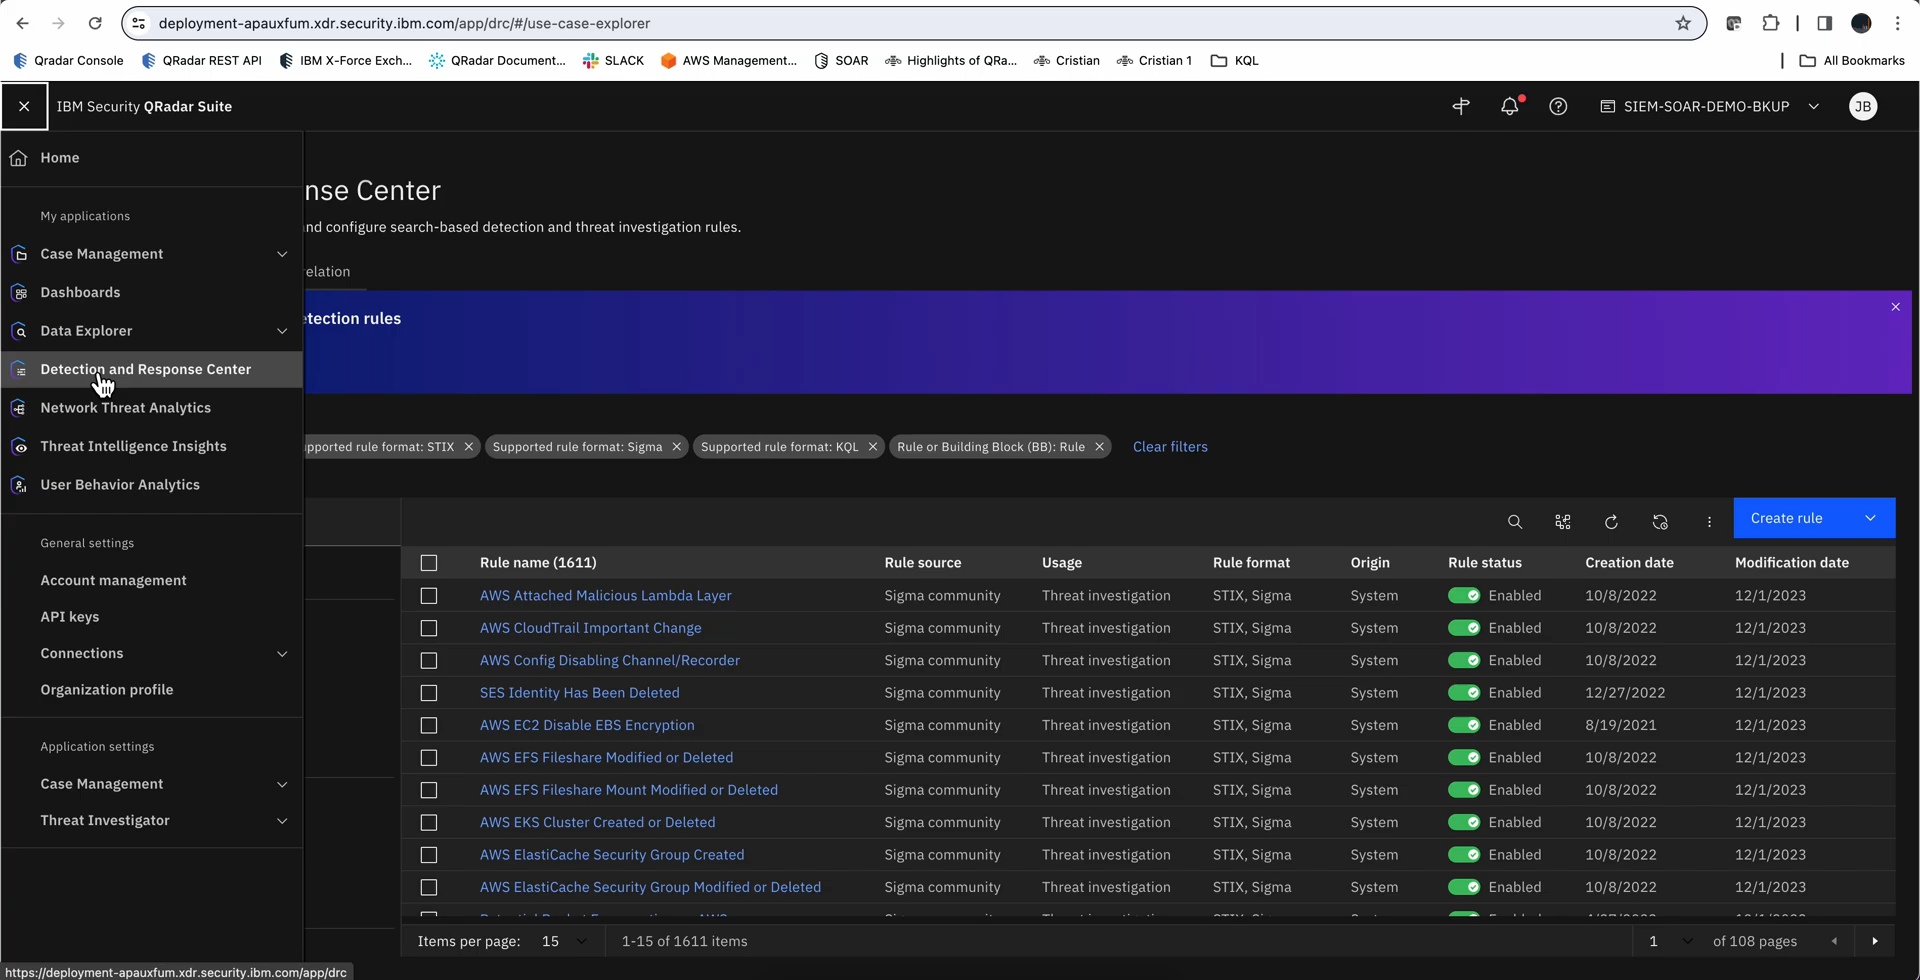 deployment-apauxfum.xdr.security.ibm.com/app/drc/#/use-case-explorer
Qradar Console QRadar REST API IBM X-Force Exch... QRadar Document... SLACK AWS Management... SOAR Highlights of QRa... Cristian Cristian 1 KQL All Bookmarks
IBM Security QRadar Suite SIEM-SOAR-DEMO-BKUP JB
Home
My applications
Case Management
Dashboards
Data Explorer
Detection and Response Center
Network Threat Analytics
Threat Intelligence Insights
User Behavior Analytics
General settings
Account management
API keys
Connections
Organization profile
Application settings
Case Management
Threat Investigator
nse Center
nd configure search-based detection and threat investigation rules.
relation
etection rules
pported rule format: STIX Supported rule format: Sigma Supported rule format: KQL Rule or Building Block (BB): Rule Clear filters
Create rule
Rule name (1611) Rule source Usage Rule format Origin Rule status Creation date Modification date
AWS Attached Malicious Lambda Layer Sigma community Threat investigation STIX, Sigma System Enabled 10/8/2022 12/1/2023
AWS CloudTrail Important Change Sigma community Threat investigation STIX, Sigma System Enabled 10/8/2022 12/1/2023
AWS Config Disabling Channel/Recorder Sigma community Threat investigation STIX, Sigma System Enabled 10/8/2022 12/1/2023
SES Identity Has Been Deleted Sigma community Threat investigation STIX, Sigma System Enabled 12/27/2022 12/1/2023
AWS EC2 Disable EBS Encryption Sigma community Threat investigation STIX, Sigma System Enabled 8/19/2021 12/1/2023
AWS EFS Fileshare Modified or Deleted Sigma community Threat investigation STIX, Sigma System Enabled 10/8/2022 12/1/2023
AWS EFS Fileshare Mount Modified or Deleted Sigma community Threat investigation STIX, Sigma System Enabled 10/8/2022 12/1/2023
AWS EKS Cluster Created or Deleted Sigma community Threat investigation STIX, Sigma System Enabled 10/8/2022 12/1/2023
AWS ElastiCache Security Group Created Sigma community Threat investigation STIX, Sigma System Enabled 10/8/2022 12/1/2023
AWS ElastiCache Security Group Modified or Deleted Sigma community Threat investigation STIX, Sigma System Enabled 10/8/2022 12/1/2023
Items per page: 15 1-15 of 1611 items 1 of 108 pages
https://deployment-apauxfum.xdr.security.ibm.com/app/drc